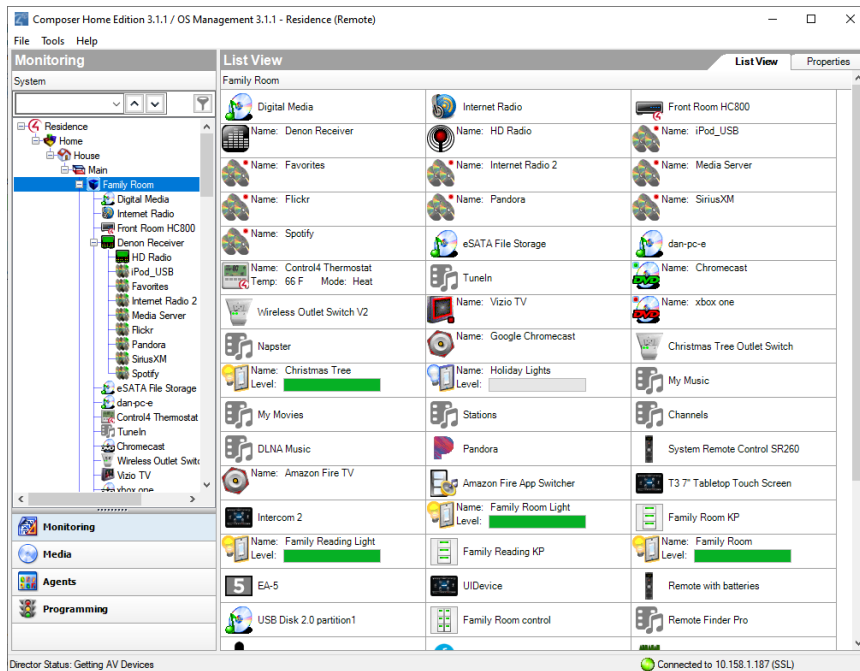 Composer Home Edition 3.1.1 / OS Management 3.1.1 - Residence (Remote)
File Tools Help
Monitoring
System
Residence
Home
House
Main
Family Room
Digital Media
Internet Radio
Front Room HC800
Denon Receiver
HD Radio
iPod_USB
Favorites
Internet Radio 2
Media Server
Flickr
Pandora
SiriusXM
Spotify
eSATA File Storage
dan-pc-e
Control4 Thermostat
TuneIn
Chromecast
Wireless Outlet Switc
Vizio TV
xbox one
Monitoring
Media
Agents
Programming
List View
List View Properties
Family Room
Digital Media Internet Radio Front Room HC800
Name: Denon Receiver Name: HD Radio Name: iPod_USB
Name: Favorites Name: Internet Radio 2 Name: Media Server
Name: Flickr Name: Pandora Name: SiriusXM
Name: Spotify eSATA File Storage dan-pc-e
Name: Control4 Thermostat TuneIn Name: Chromecast
Temp: 66 F Mode: Heat
Wireless Outlet Switch V2 Name: Vizio TV Name: xbox one
Napster Name: Google Chromecast Christmas Tree Outlet Switch
Name: Christmas Tree Name: Holiday Lights My Music
Level: Level:
My Movies Stations Channels
DLNA Music Pandora System Remote Control SR260
Name: Amazon Fire TV Amazon Fire App Switcher T3 7" Tabletop Touch Screen
Intercom 2 Name: Family Room Light Family Room KP
Level:
Name: Family Reading Light Family Reading KP Name: Family Room
Level: Level:
5 EA-5 UIDevice Remote with batteries
USB Disk 2.0 partition1 Family Room control Remote Finder Pro
Director Status: Getting AV Devices Connected to 10.158.1.187 (SSL)